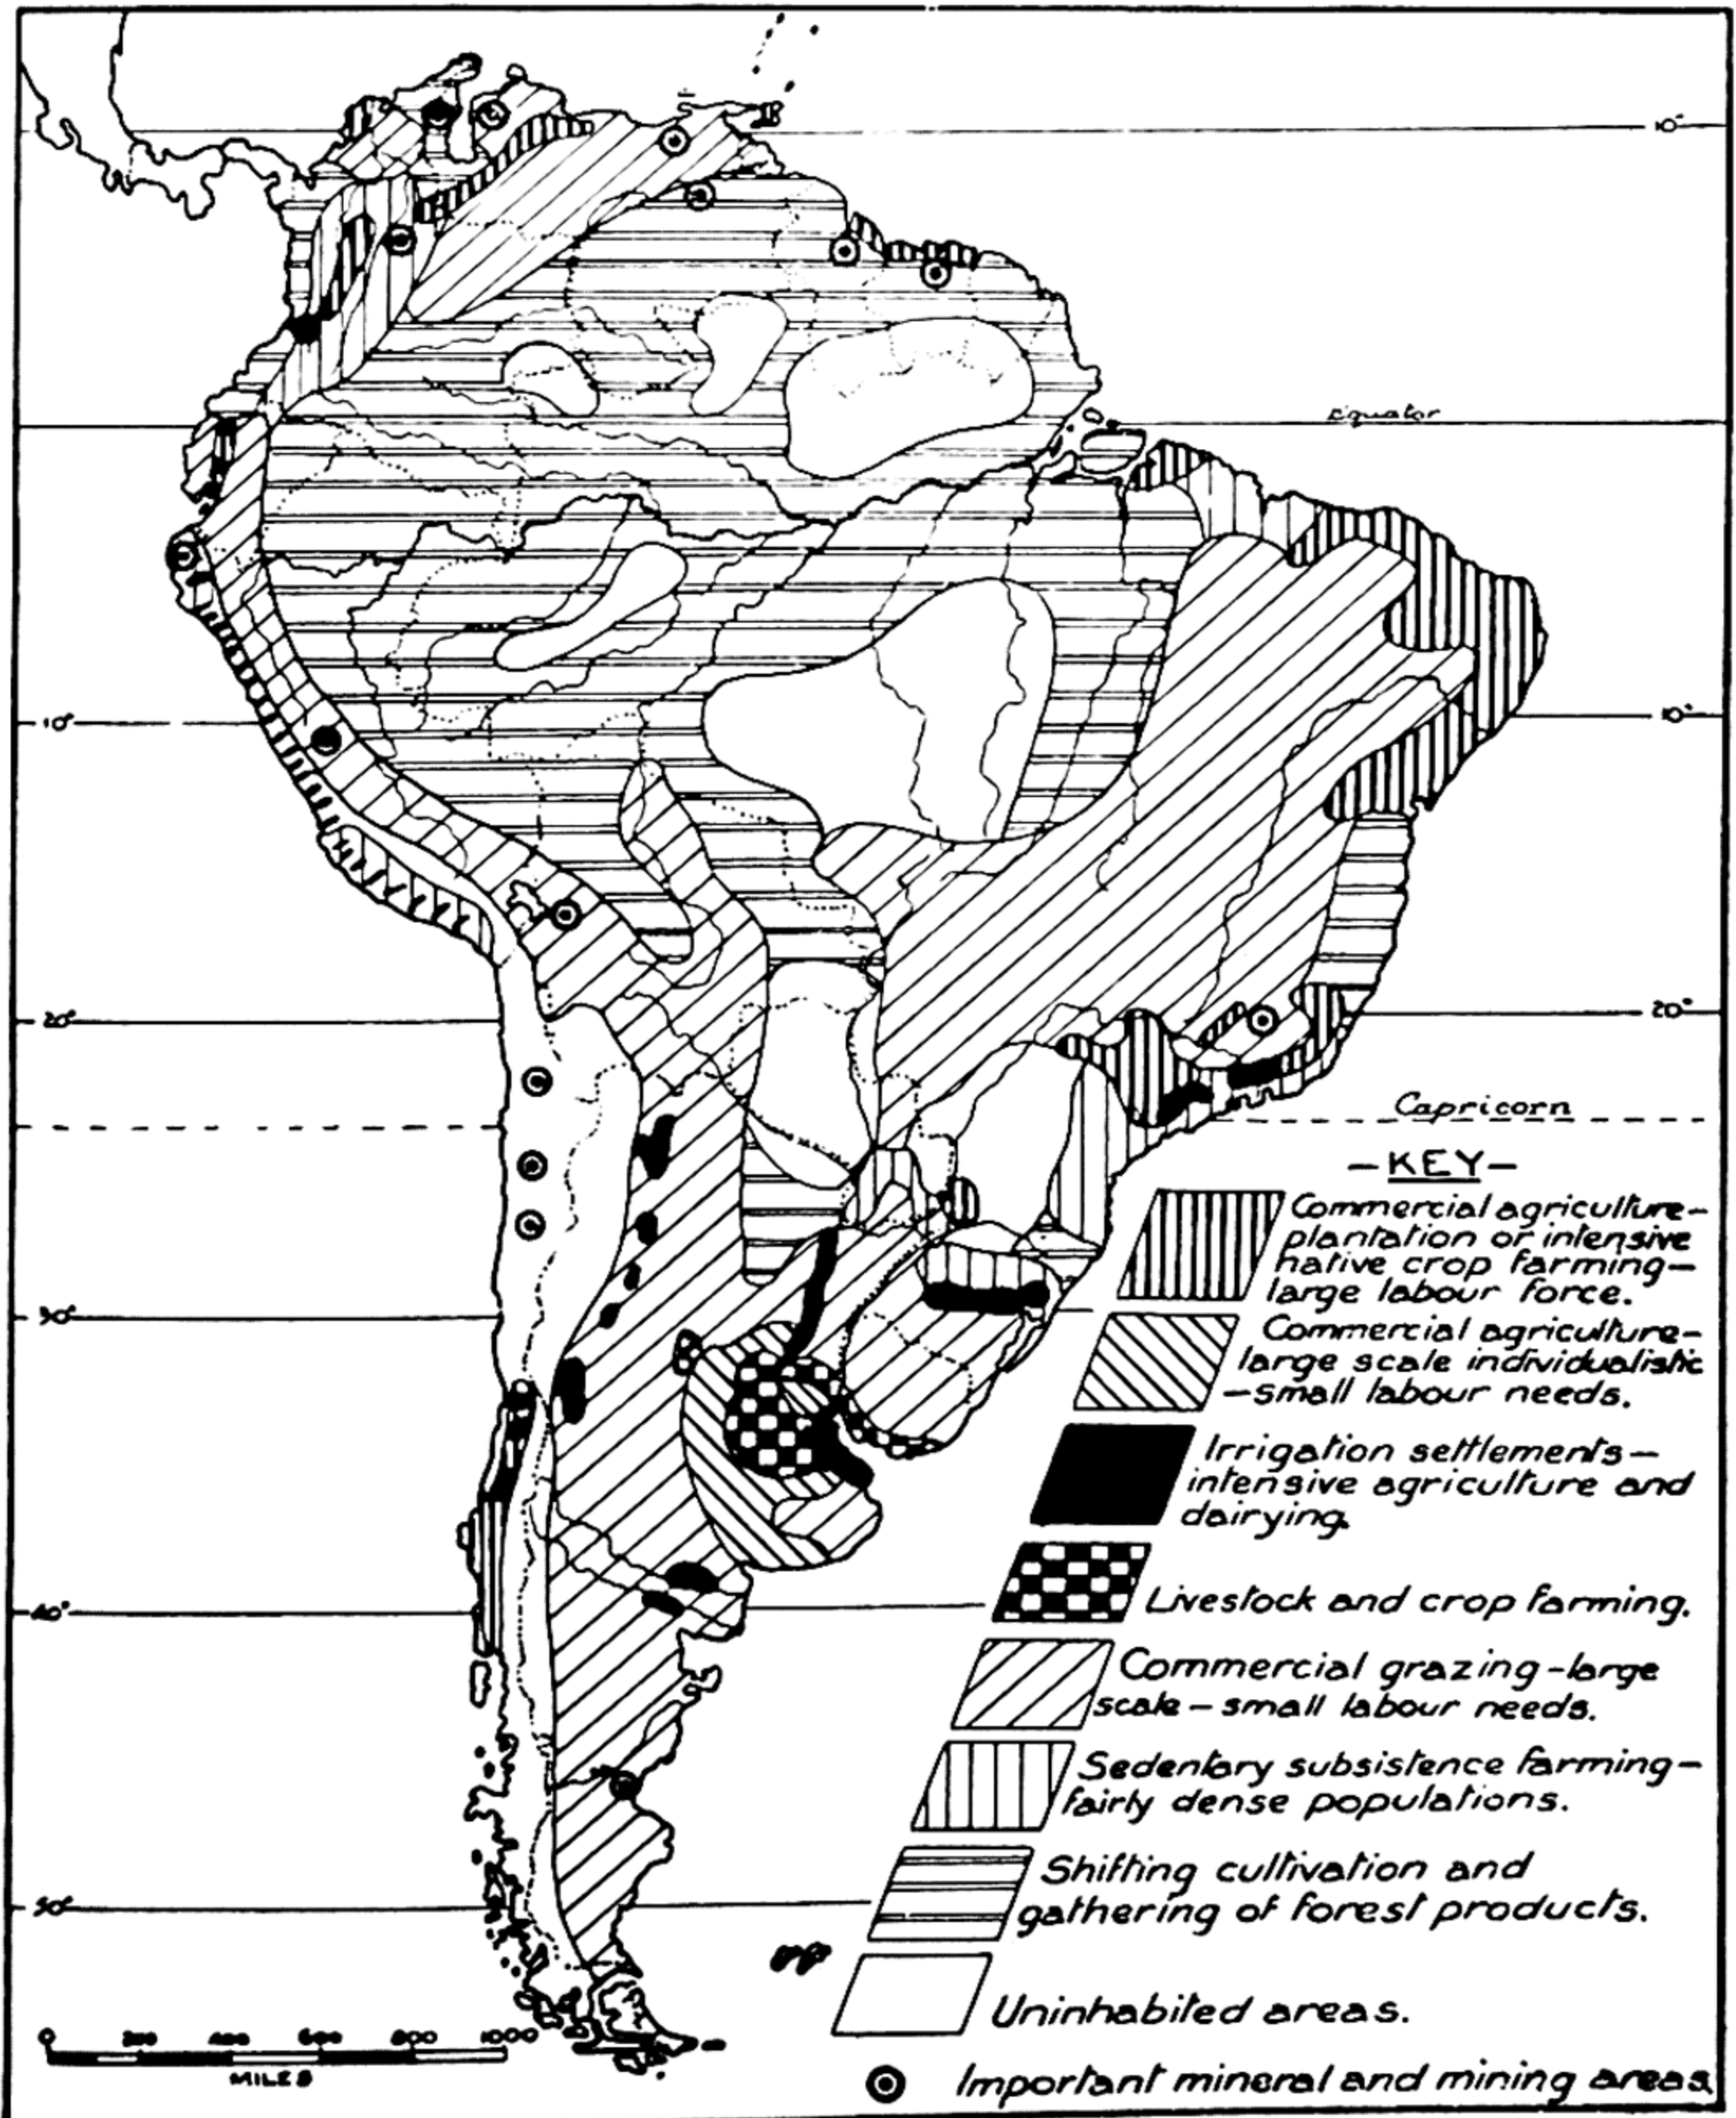 10°
10°
Equator
10°
10°
20°
20°
Capricorn
30°
40°
50°
—KEY—
Commercial agriculture—
plantation or intensive
native crop farming—
large labour force.
Commercial agriculture—
large scale individualistic
—small labour needs.
Irrigation settlements—
intensive agriculture and
dairying.
Livestock and crop farming.
Commercial grazing—large
scale—small labour needs.
Sedentary subsistence farming—
fairly dense populations.
Shifting cultivation and
gathering of forest products.
Uninhabited areas.
Important mineral and mining areas
0 200 400 600 800 1000
MILES